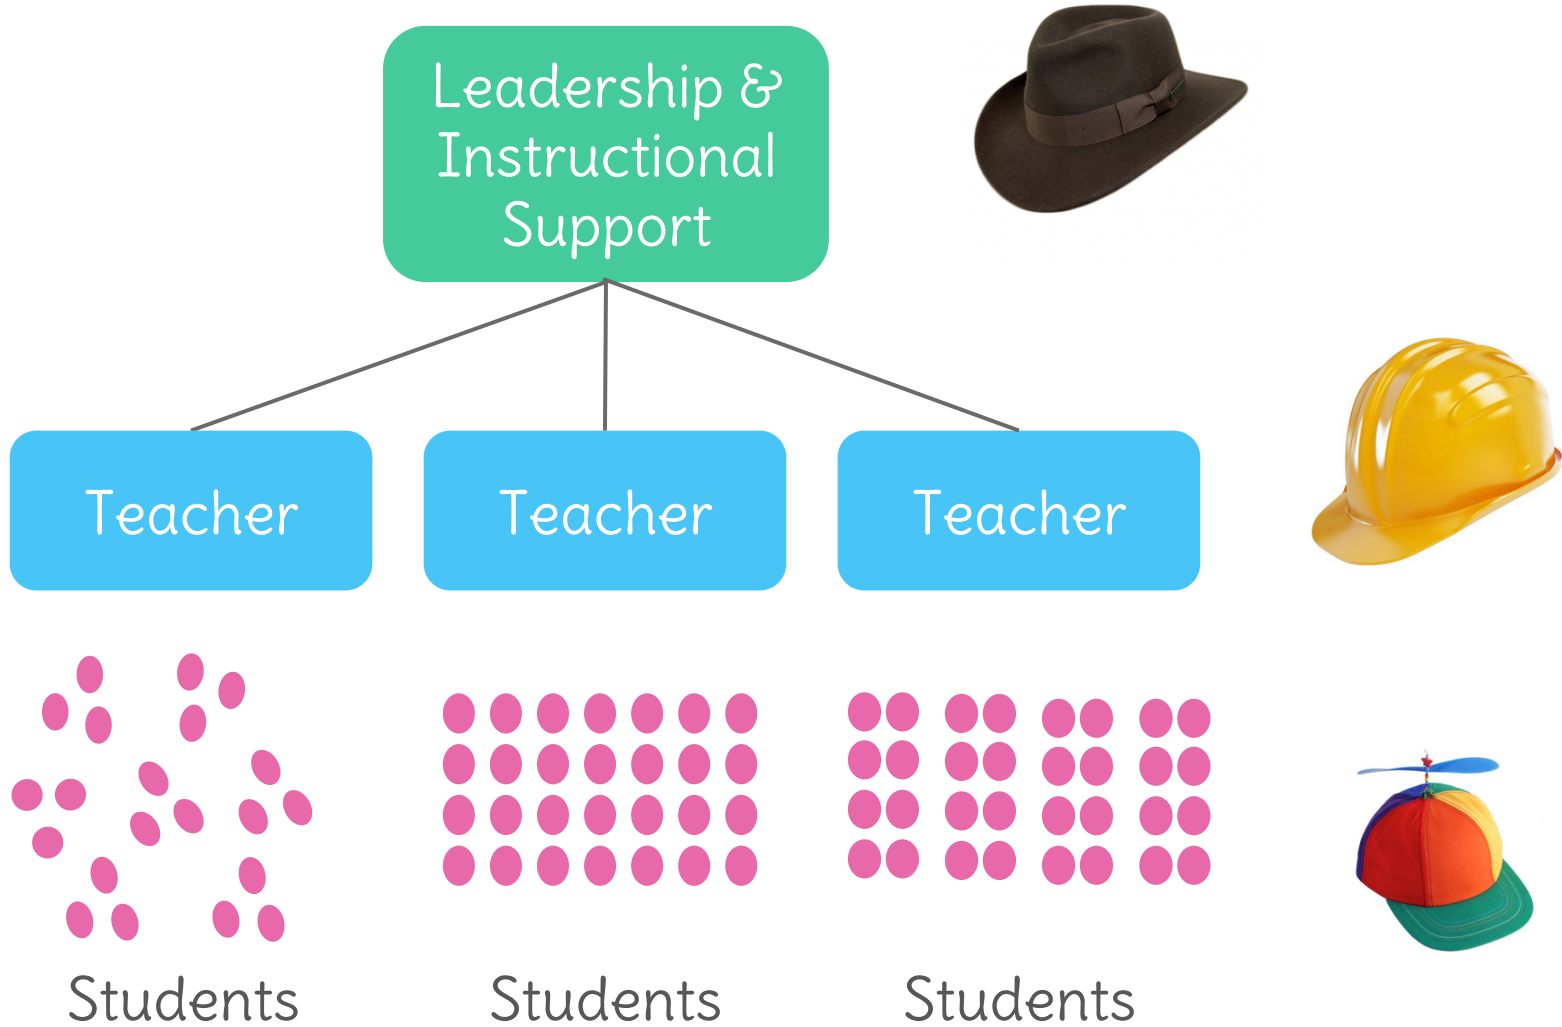 Leadership &
Instructional
Support
Teacher
Teacher
Teacher
Students
Students
Students